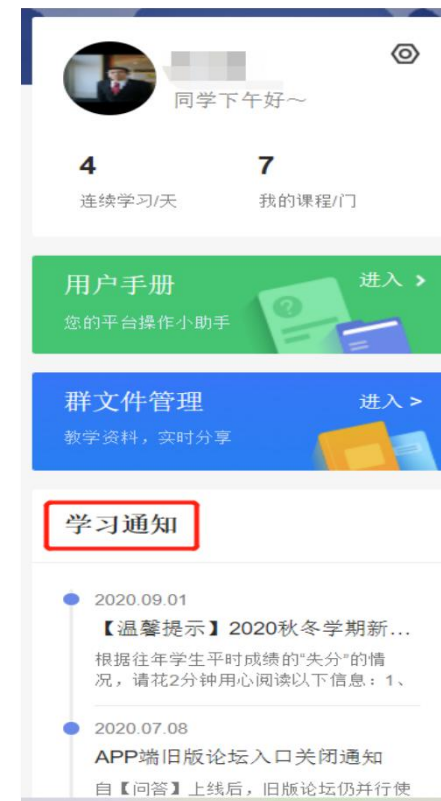 同学下午好～
4
7
连续学习/天
我的课程/门
用户手册
进入 >
您的平台操作小助手
群文件管理
进入 >
教学资料，实时分享
学习通知
2020.09.01
【温馨提示】2020秋冬学期新...
根据往年学生平时成绩的“失分”的情
况，请花2分钟用心阅读以下信息：1、
2020.07.08
APP端旧版论坛入口关闭通知
自【问答】上线后，旧版论坛仍并行使